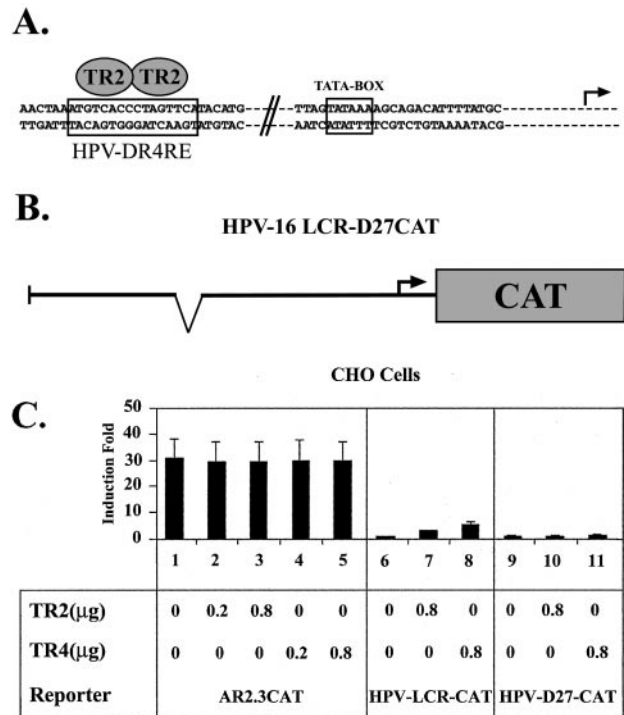 A.
TR2 TR2
TATA-BOX
AACTAAATGTCACCCTAGTTCATACATG---//---TTAGTATAAAAGCAGACATTTTATGC------------
TTGATTTACAGTGGGATCAAGTATGTAC---//---AATCATATTTTCGTCTGTAAAATACG------------
HPV-DR4RE
B.
HPV-16 LCR-D27CAT
CAT
CHO Cells
C.
Induction Fold
50
40
30
20
10
0
1 2 3 4 5 6 7 8 9 10 11
TR2(µg) 0 0.2 0.8 0 0 0 0.8 0 0 0.8 0
TR4(µg) 0 0 0 0.2 0.8 0 0 0.8 0 0 0.8
Reporter AR2.3CAT HPV-LCR-CAT HPV-D27-CAT